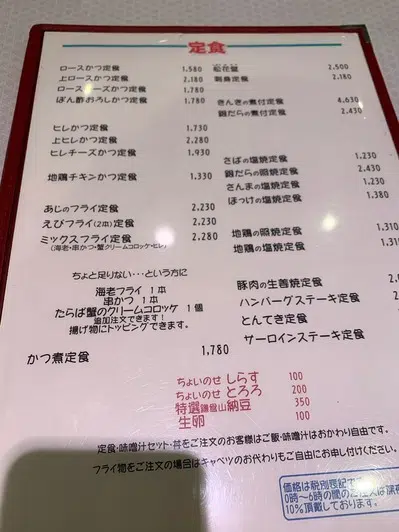 定食
ロースかつ定食 1,580
上ロースかつ定食 2,180
ロースチーズかつ定食 1,780
ぽん酢おろしかつ定食 1,780
松花堂 2,500
刺身定食 2,180
きんきの煮付定食 4,630
銀だらの煮付定食 2,430
ヒレかつ定食 1,730
上ヒレかつ定食 2,280
ヒレチーズかつ定食 1,930
地鶏チキンかつ定食 1,330
さばの塩焼定食 1,230
銀だらの照焼定食 2,430
さんまの塩焼定食 1,230
ほっけの塩焼定食 1,380
あじのフライ定食 2,230
えびフライ(2本)定食 2,230
ミックスフライ定食 2,280
(海老・串かつ・蟹クリームコロッケ・ヒレ)
地鶏の照焼定食 1,310
地鶏の塩焼定食 1,310
ちょと足りない・・・という方に
海老フライ 1本
串かつ 1本
たらば蟹のクリームコロッケ 1個
追加注文できます!
揚げ物にトッピングできます!
豚肉の生姜焼定食
ハンバーグステーキ定食
とんてき定食
サーロインステーキ定食
かつ煮定食 1,780
ちょいのせ しらす 100
ちょいのせ とろろ 200
特選鎌倉山納豆 350
生卵 100
定食・味噌汁セット・丼をご注文のお客様はご飯・味噌汁はおかわり自由です。
フライ物をご注文の場合はキャベツのお代わりもご自由にお申し付けください。
価格は税別表記で
0時〜6時の間のご注文は深夜
10%頂戴しております。